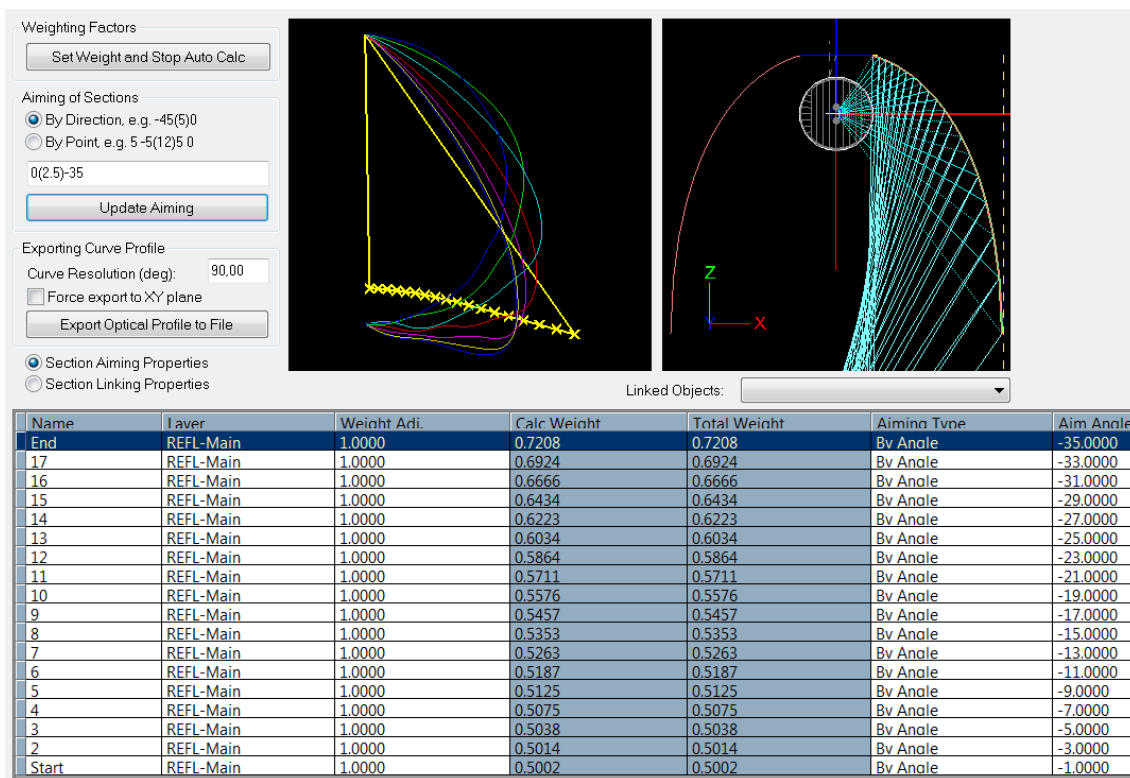 Weighting Factors
Set Weight and Stop Auto Calc
Aiming of Sections
By Direction, e.g. -45(5)0
By Point, e.g. 5 -5(12)5 0
0(2.5)-35
Update Aiming
Exporting Curve Profile
Curve Resolution (deg): 90,00
Force export to XY plane
Export Optical Profile to File
Section Aiming Properties
Section Linking Properties
Z
X
Linked Objects:
Name Layer Weight Adj. Calc Weight Total Weight Aiming Type Aim Angle
End REFL-Main 1.0000 0.7208 0.7208 By Angle -35.0000
17 REFL-Main 1.0000 0.6924 0.6924 By Angle -33.0000
16 REFL-Main 1.0000 0.6666 0.6666 By Angle -31.0000
15 REFL-Main 1.0000 0.6434 0.6434 By Angle -29.0000
14 REFL-Main 1.0000 0.6223 0.6223 By Angle -27.0000
13 REFL-Main 1.0000 0.6034 0.6034 By Angle -25.0000
12 REFL-Main 1.0000 0.5864 0.5864 By Angle -23.0000
11 REFL-Main 1.0000 0.5711 0.5711 By Angle -21.0000
10 REFL-Main 1.0000 0.5576 0.5576 By Angle -19.0000
9 REFL-Main 1.0000 0.5457 0.5457 By Angle -17.0000
8 REFL-Main 1.0000 0.5353 0.5353 By Angle -15.0000
7 REFL-Main 1.0000 0.5263 0.5263 By Angle -13.0000
6 REFL-Main 1.0000 0.5187 0.5187 By Angle -11.0000
5 REFL-Main 1.0000 0.5125 0.5125 By Angle -9.0000
4 REFL-Main 1.0000 0.5075 0.5075 By Angle -7.0000
3 REFL-Main 1.0000 0.5038 0.5038 By Angle -5.0000
2 REFL-Main 1.0000 0.5014 0.5014 By Angle -3.0000
Start REFL-Main 1.0000 0.5002 0.5002 By Angle -1.0000